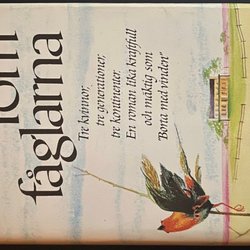 fåglarna
Tre kvinnor,
tre generationer,
tre kontinenter.
En roman lika kraftfull
och mäktig som
"Borta med vinden"